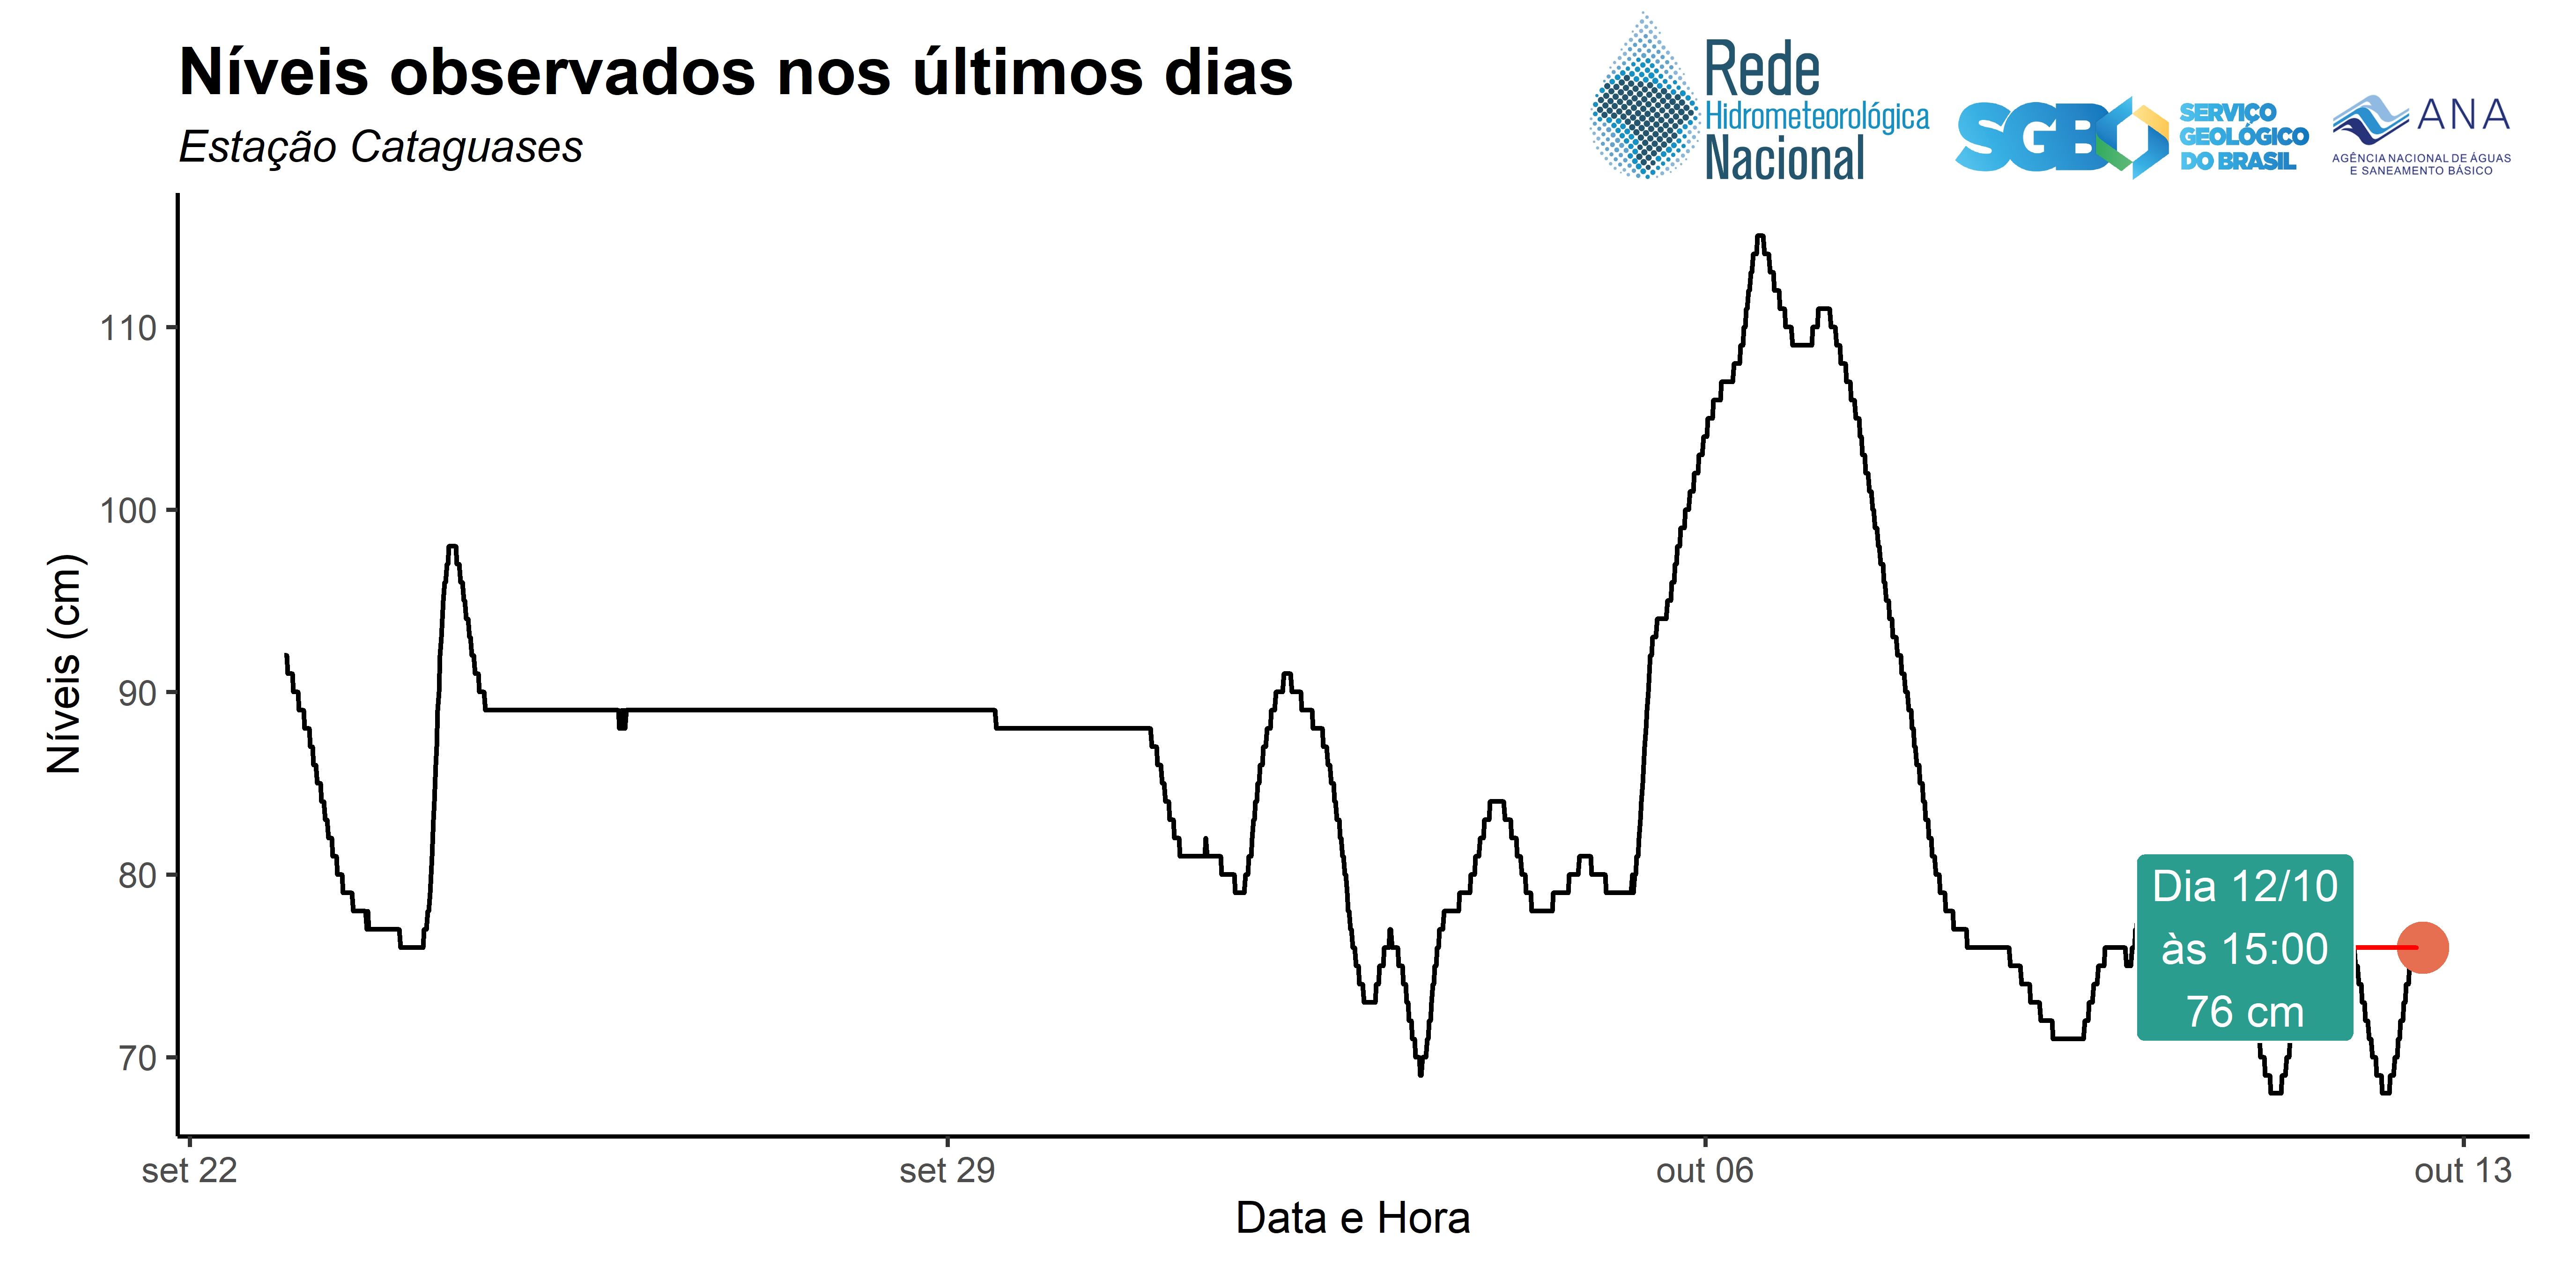 Níveis observados nos últimos dias
Estação Cataguases
Rede
Hidrometeorológica
Nacional
SGB
SERVIÇO
GEOLÓGICO
DO BRASIL
ANA
AGÊNCIA NACIONAL DE ÁGUAS
E SANEAMENTO BÁSICO
Níveis (cm)
110
100
90
80
70
Dia 12/10
às 15:00
76 cm
set 22
set 29
out 06
out 13
Data e Hora